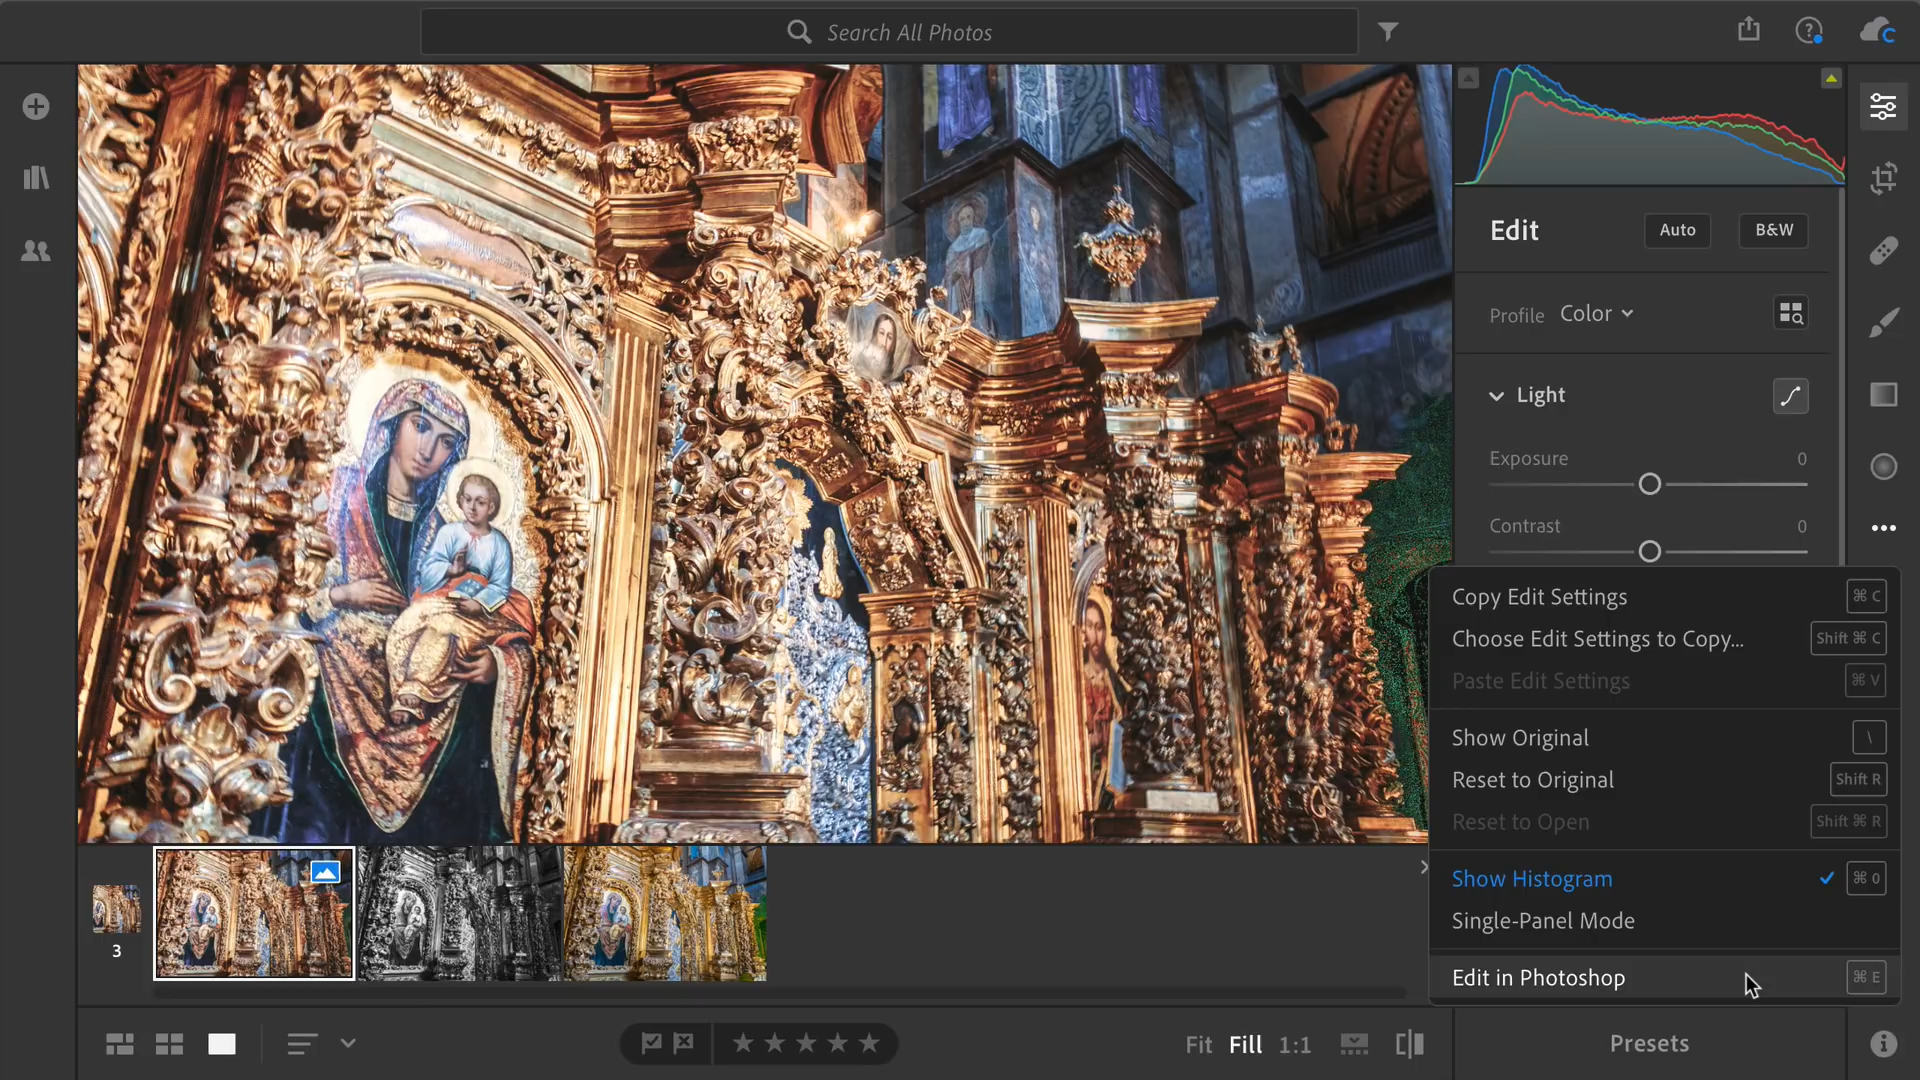 Search All Photos
Edit
Auto
B&W
Profile
Color
Light
Exposure
0
Contrast
0
Copy Edit Settings
⌘ C
Choose Edit Settings to Copy...
Shift ⌘ C
Paste Edit Settings
⌘ V
Show Original
\
Reset to Original
Shift R
Reset to Open
Shift ⌘ R
Show Histogram
⌘ 0
Single-Panel Mode
Edit in Photoshop
⌘ E
3
Fit
Fill
1:1
Presets